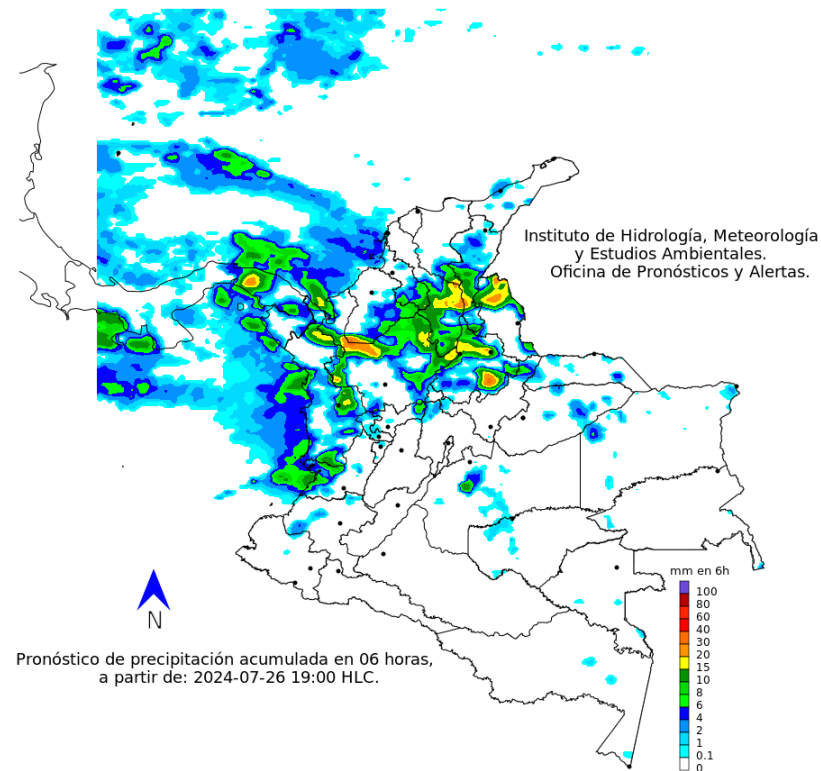 Instituto de Hidrología, Meteorología
y Estudios Ambientales.
Oficina de Pronósticos y Alertas.
mm en 6h
100
80
60
40
30
20
15
10
8
6
4
2
1
0.1
0
N
Pronóstico de precipitación acumulada en 06 horas,
a partir de: 2024-07-26 19:00 HLC.